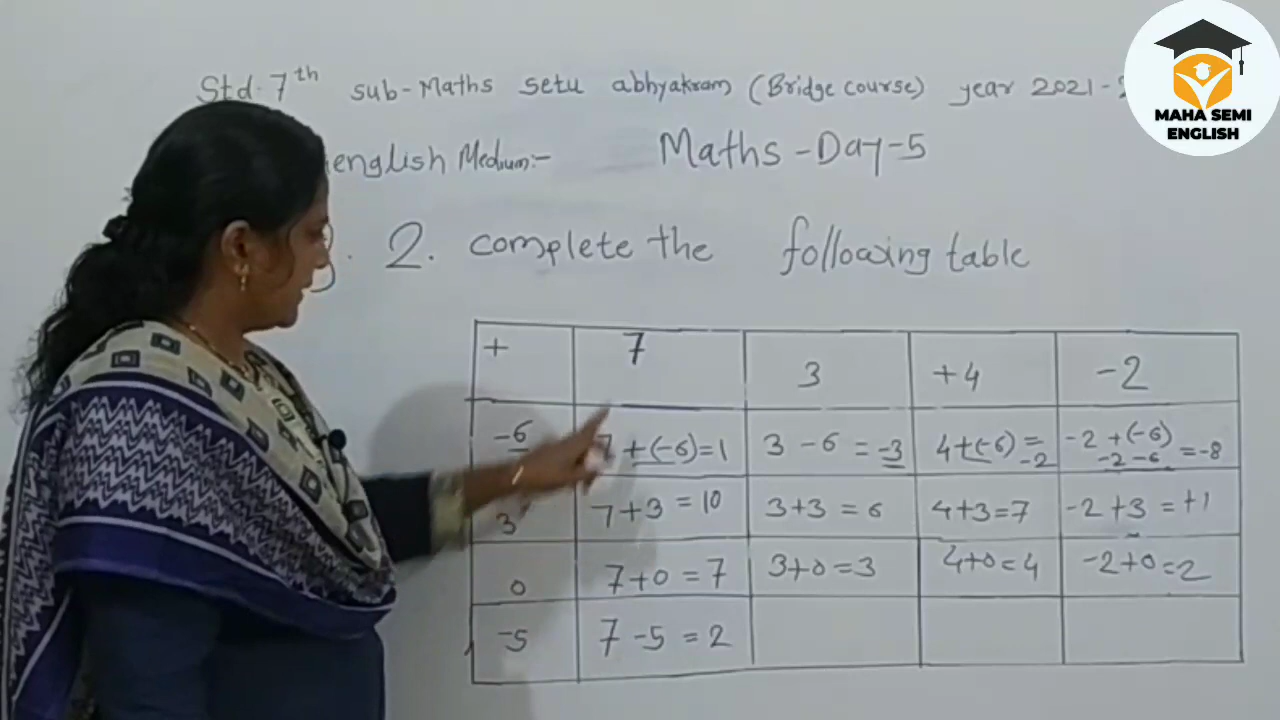 Std. 7th sub-Maths setu abhyakram (Bridge course) year 2021-
MAHA SEMI
ENGLISH
english Medium:- Maths - Day-5
2. complete the following table
+ 7 3 +4 -2
-6 7 + (-6) = 1 3 - 6 = -3 4+(-6) = -2 -2 + (-6) -2 -6 = -8
3 7 + 3 = 10 3+3 = 6 4+3=7 -2 + 3 = +1
0 7+0 = 7 3+0=3 4+0=4 -2+0=2
-5 7 - 5 = 2